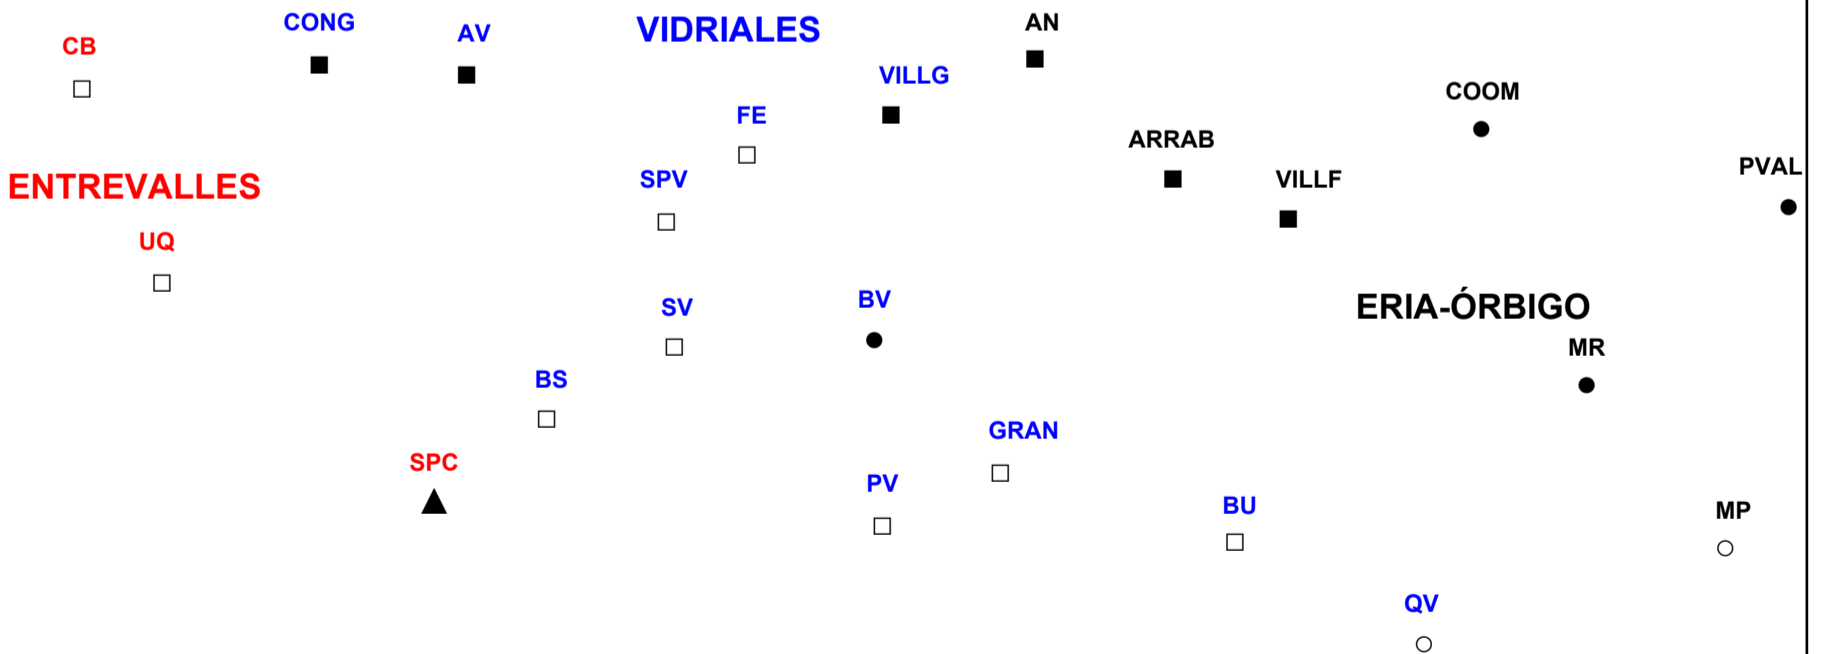 CB
CONG
AV
VIDRIALES
AN
VILLG
COOM
FE
ARRAB
PVAL
ENTREVALLES
SPV
VILLF
UQ
SV
BV
ERIA-ÓRBIGO
MR
BS
GRAN
SPC
PV
BU
MP
QV